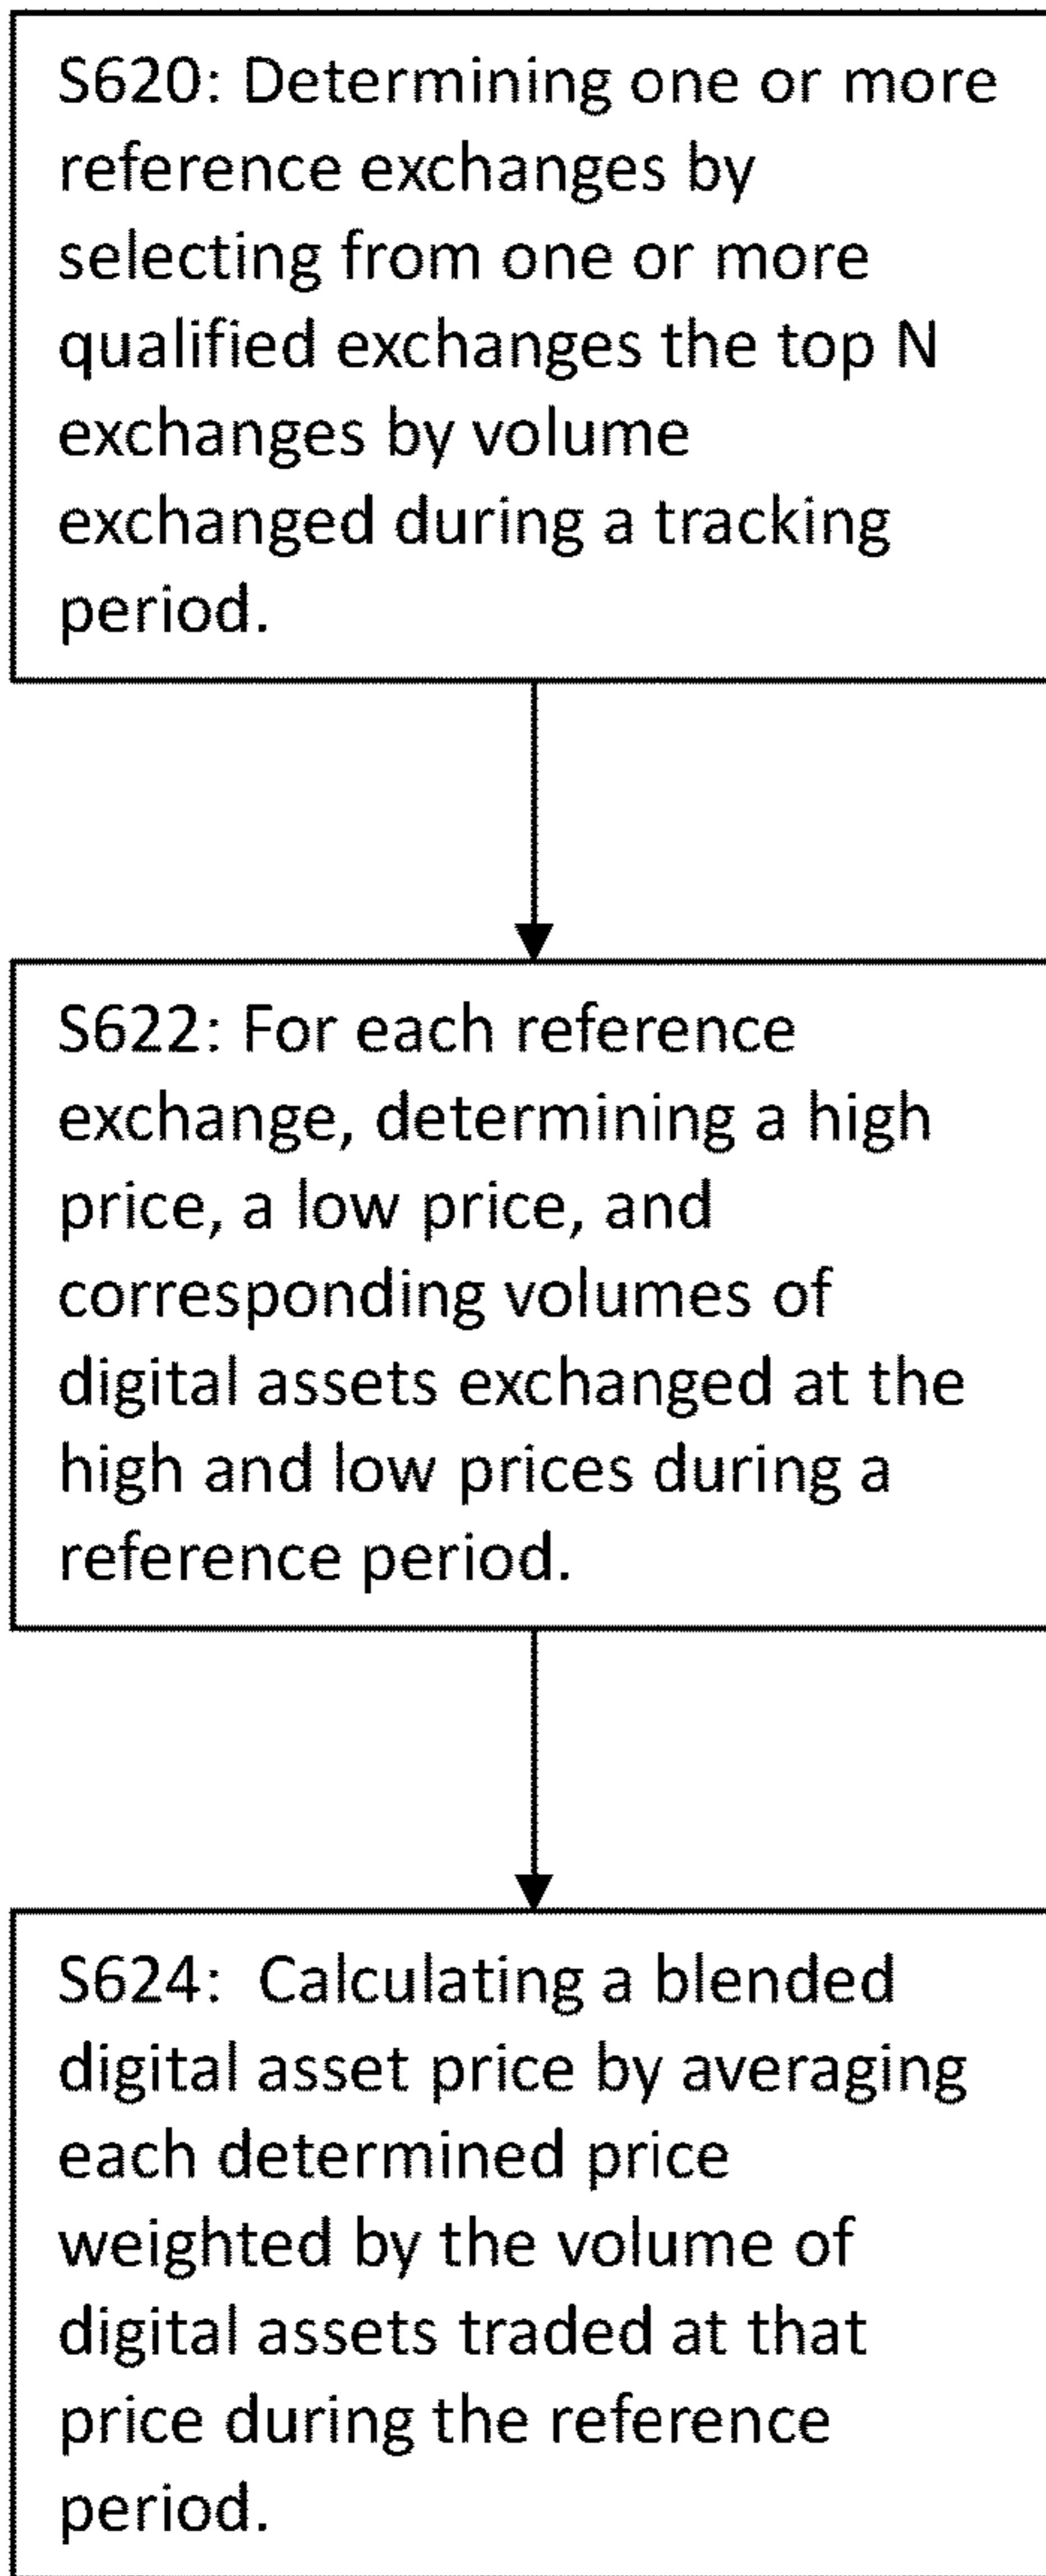 S620: Determining one or more
reference exchanges by
selecting from one or more
qualified exchanges the top N
exchanges by volume
exchanged during a tracking
period.
S622: For each reference
exchange, determining a high
price, a low price, and
corresponding volumes of
digital assets exchanged at the
high and low prices during a
reference period.
S624:  Calculating a blended
digital asset price by averaging
each determined price
weighted by the volume of
digital assets traded at that
price during the reference
period.